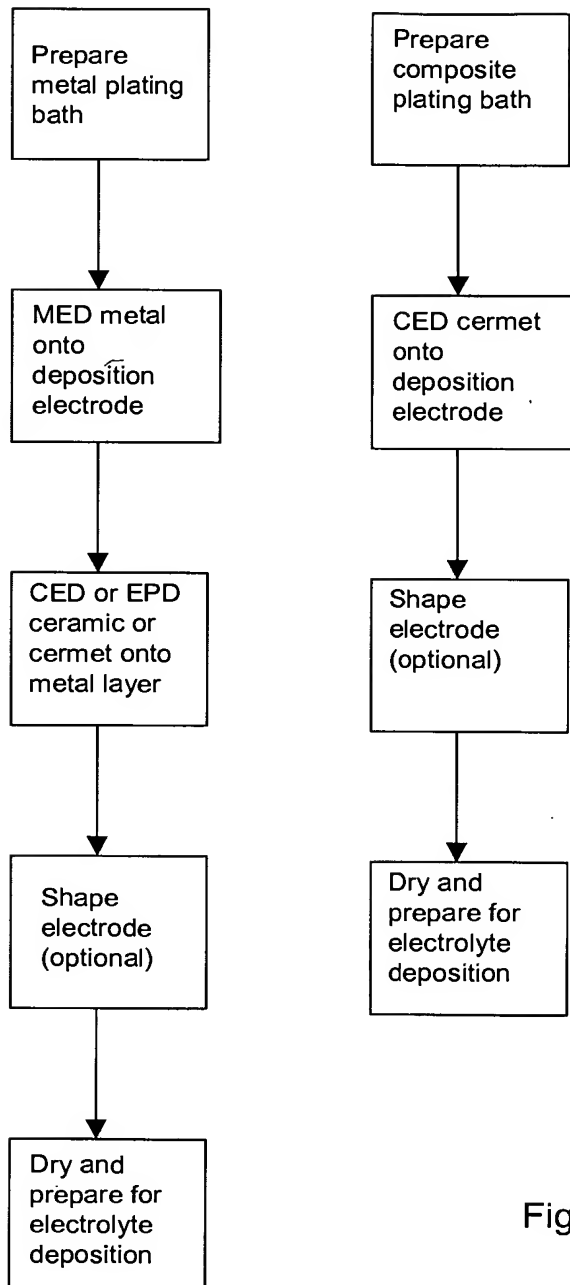 Prepare
metal plating
bath
MED metal
onto
deposition
electrode
CED or EPD
ceramic or
cermet onto
metal layer
Shape
electrode
(optional)
Dry and
prepare for
electrolyte
deposition
Prepare
composite
plating bath
CED cermet
onto
deposition
electrode
Shape
electrode
(optional)
Dry and
prepare for
electrolyte
deposition
Fig